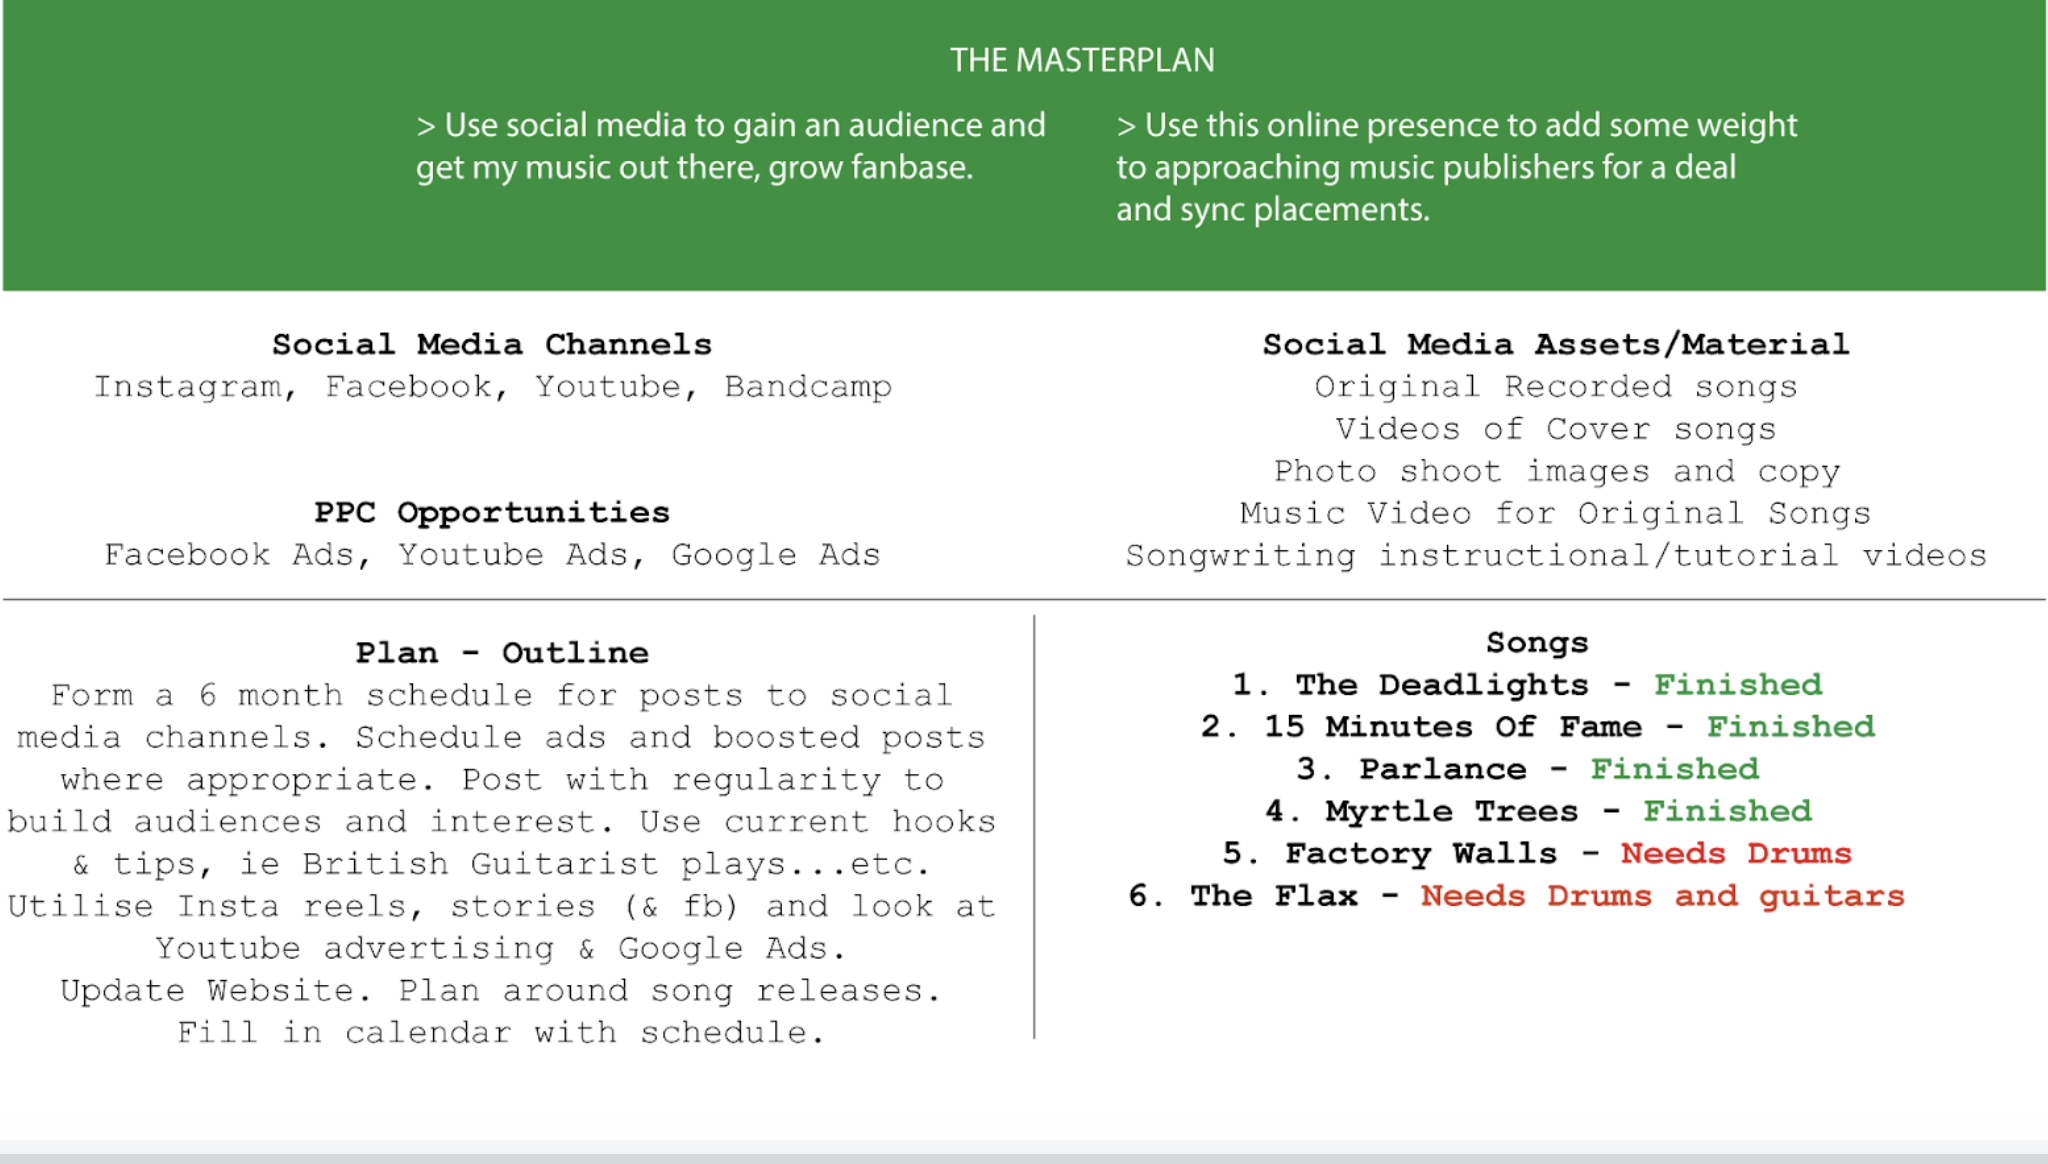 THE MASTERPLAN
> Use social media to gain an audience and
get my music out there, grow fanbase.
> Use this online presence to add some weight
to approaching music publishers for a deal
and sync placements.
Social Media Channels
Instagram, Facebook, Youtube, Bandcamp
PPC Opportunities
Facebook Ads, Youtube Ads, Google Ads
Social Media Assets/Material
Original Recorded songs
Videos of Cover songs
Photo shoot images and copy
Music Video for Original Songs
Songwriting instructional/tutorial videos
Plan - Outline
Form a 6 month schedule for posts to social
media channels. Schedule ads and boosted posts
where appropriate. Post with regularity to
build audiences and interest. Use current hooks
& tips, ie British Guitarist plays...etc.
Utilise Insta reels, stories (& fb) and look at
Youtube advertising & Google Ads.
Update Website. Plan around song releases.
Fill in calendar with schedule.
Songs
1. The Deadlights - Finished
2. 15 Minutes Of Fame - Finished
3. Parlance - Finished
4. Myrtle Trees - Finished
5. Factory Walls - Needs Drums
6. The Flax - Needs Drums and guitars